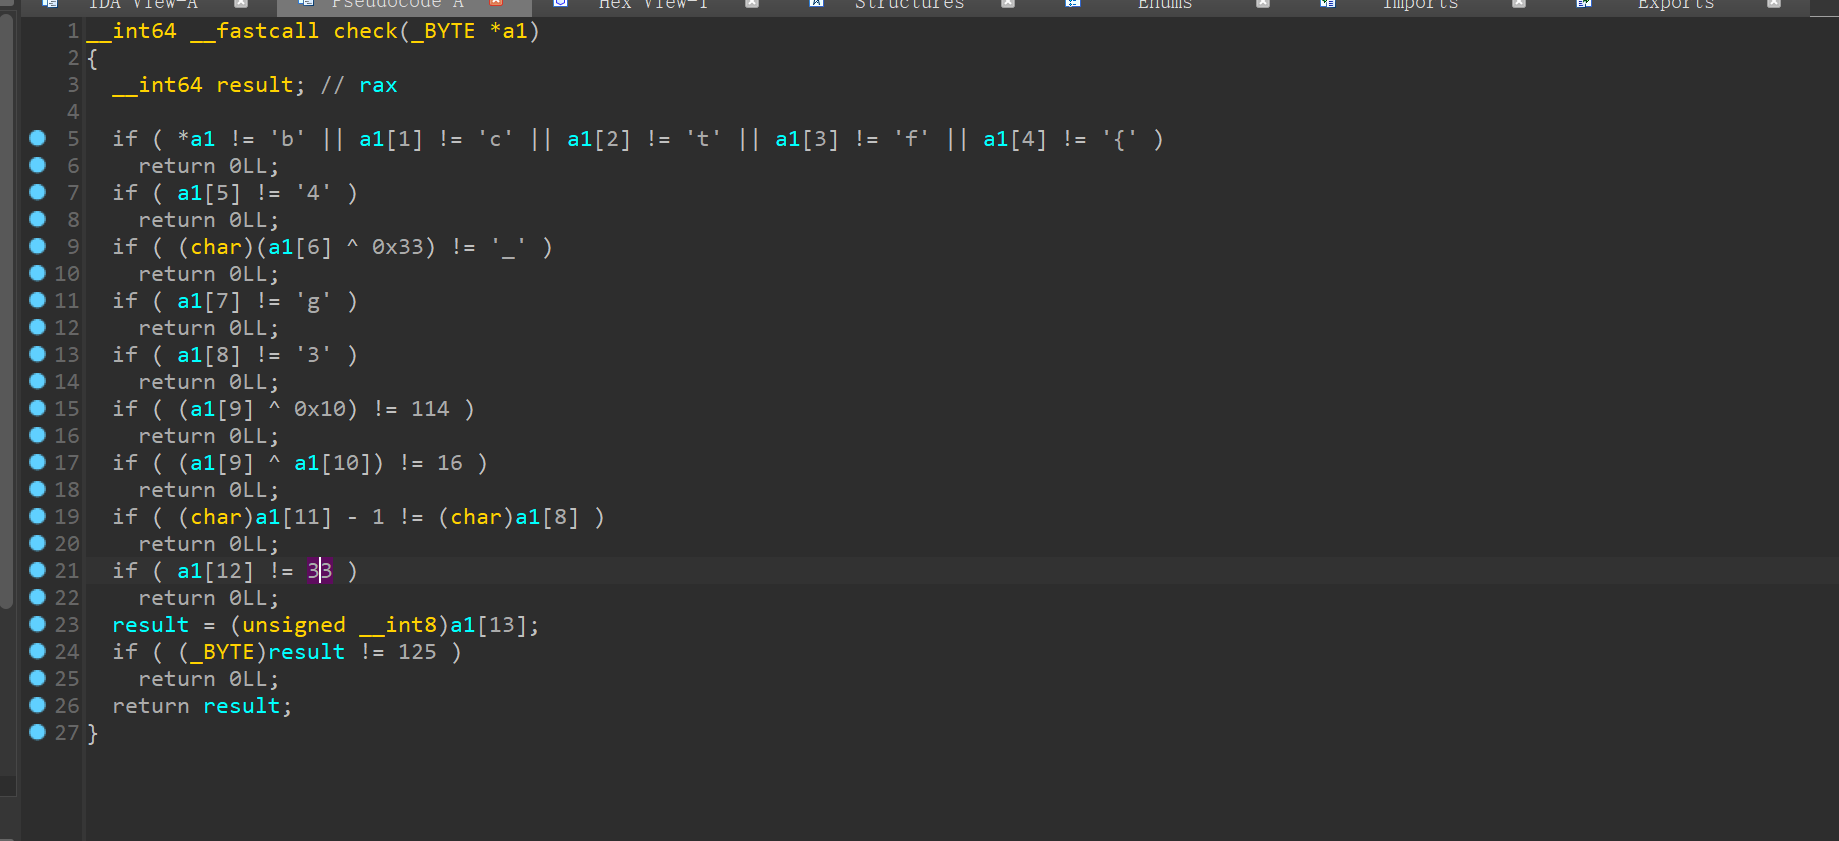 IDA View-A Pseudocode A Hex View-1 Structures Enums Imports Exports
1 __int64 __fastcall check(_BYTE *a1)
2 {
3 __int64 result; // rax
4
5 if ( *a1 != 'b' || a1[1] != 'c' || a1[2] != 't' || a1[3] != 'f' || a1[4] != '{' )
6 return 0LL;
7 if ( a1[5] != '4' )
8 return 0LL;
9 if ( (char)(a1[6] ^ 0x33) != '_' )
10 return 0LL;
11 if ( a1[7] != 'g' )
12 return 0LL;
13 if ( a1[8] != '3' )
14 return 0LL;
15 if ( (a1[9] ^ 0x10) != 114 )
16 return 0LL;
17 if ( (a1[9] ^ a1[10]) != 16 )
18 return 0LL;
19 if ( (char)a1[11] - 1 != (char)a1[8] )
20 return 0LL;
21 if ( a1[12] != 33 )
22 return 0LL;
23 result = (unsigned __int8)a1[13];
24 if ( (_BYTE)result != 125 )
25 return 0LL;
26 return result;
27 }